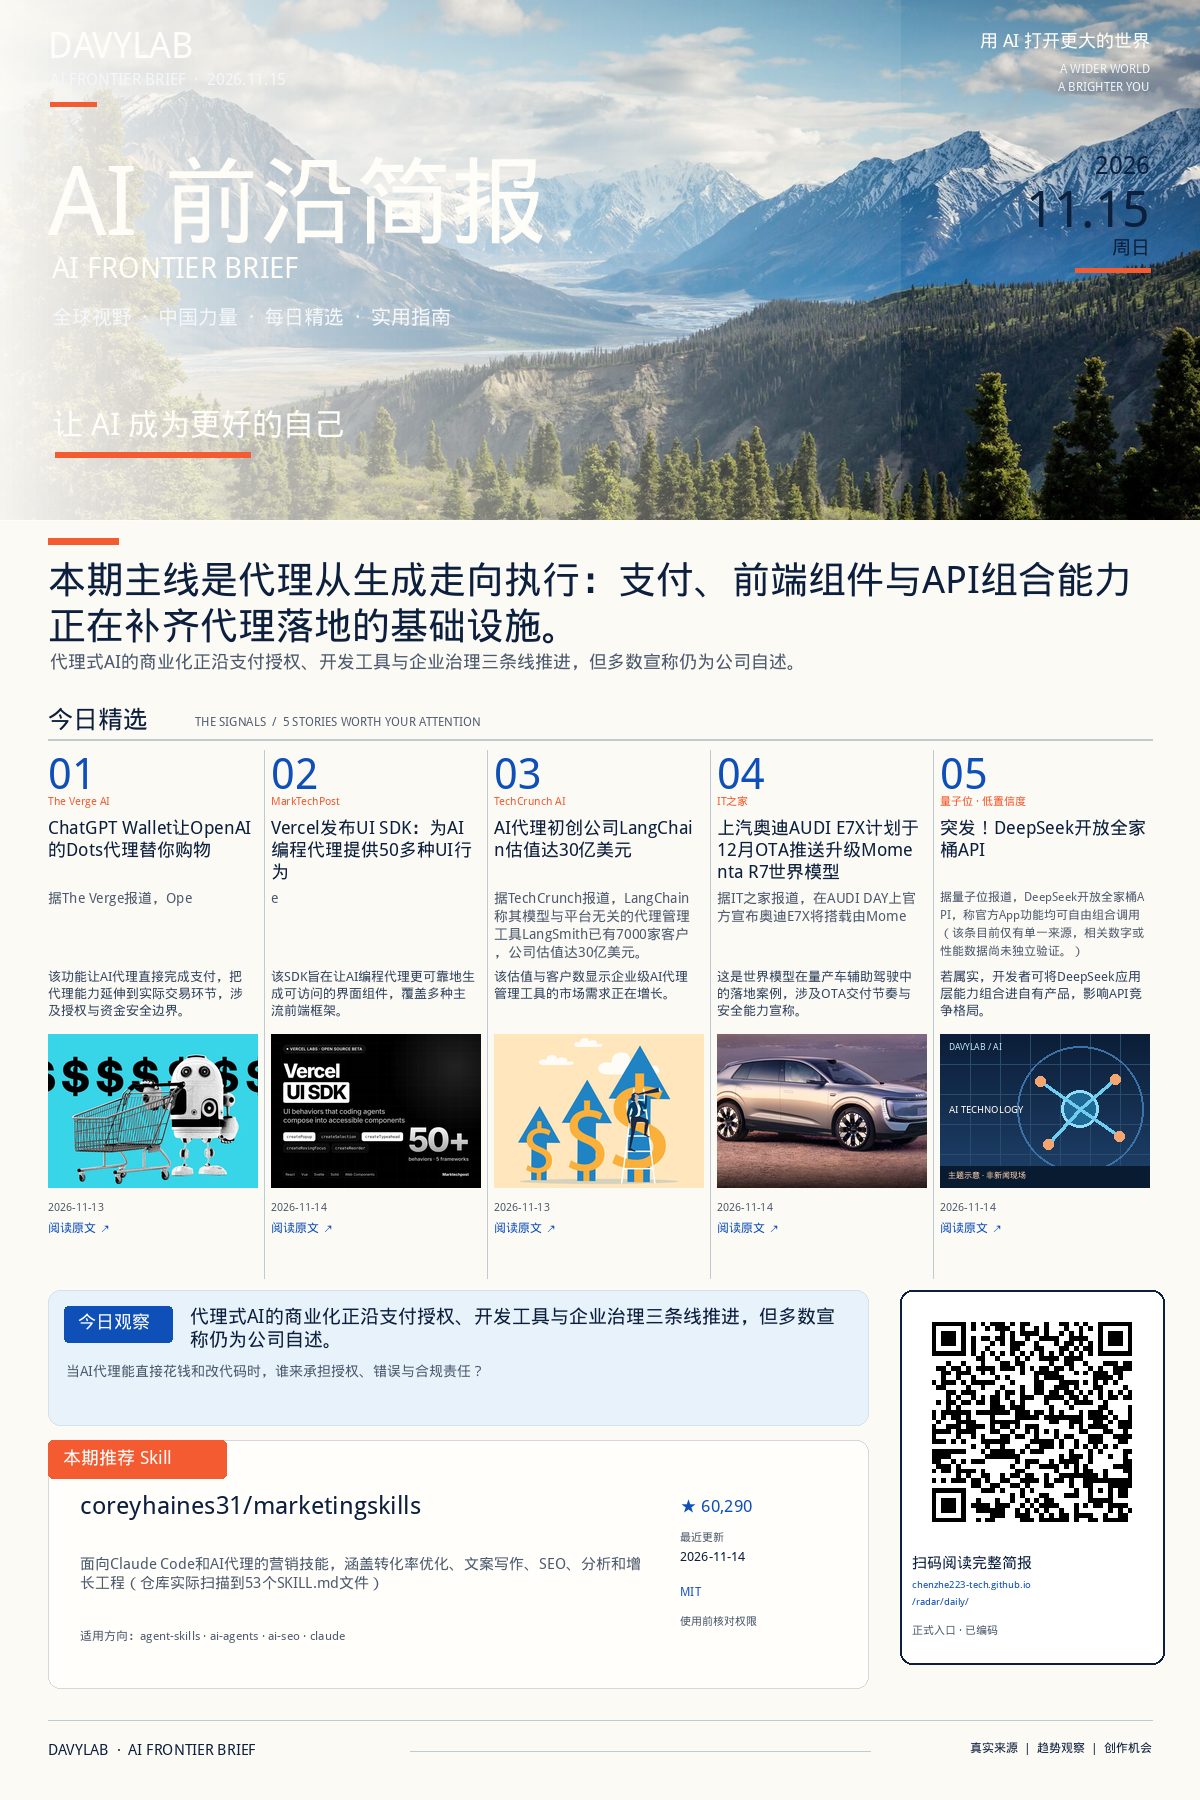 DAVYLAB
AI FRONTIER BRIEF · 2026.11.15
用 AI 打开更大的世界
A WIDER WORLD
A BRIGHTER YOU
2026
11.15
周日
AI 前沿简报
AI FRONTIER BRIEF
全球视野 · 中国力量 · 每日精选 · 实用指南
让 AI 成为更好的自己
本期主线是代理从生成走向执行：支付、前端组件与API组合能力
正在补齐代理落地的基础设施。
代理式AI的商业化正沿支付授权、开发工具与企业治理三条线推进，但多数宣称仍为公司自述。
今日精选
THE SIGNALS / 5 STORIES WORTH YOUR ATTENTION
01
The Verge AI
ChatGPT Wallet让OpenAI
的Dots代理替你购物
据The Verge报道，Ope
该功能让AI代理直接完成支付，把
代理能力延伸到实际交易环节，涉
及授权与资金安全边界。
$$$ $$
2026-11-13
阅读原文 ↗
02
MarkTechPost
Vercel发布UI SDK：为AI
编程代理提供50多种UI行
为
e
该SDK旨在让AI编程代理更可靠地生
成可访问的界面组件，覆盖多种主
流前端框架。
VERCEL LABS · OPEN SOURCE BETA
Vercel
UI SDK
UI behaviors that coding agents
compose into accessible components
createPopup
createSelection
createTypeahead
createRovingFocus
createReorder
50+
behaviors · 5 frameworks
React Vue Svelte Solid Web Components
Marktechpost
2026-11-14
阅读原文 ↗
03
TechCrunch AI
AI代理初创公司LangChai
n估值达30亿美元
据TechCrunch报道，LangChain
称其模型与平台无关的代理管理
工具LangSmith已有7000家客户
，公司估值达30亿美元。
该估值与客户数显示企业级AI代理
管理工具的市场需求正在增长。
$ $ $
2026-11-13
阅读原文 ↗
04
IT之家
上汽奥迪AUDI E7X计划于
12月OTA推送升级Mome
nta R7世界模型
据IT之家报道，在AUDI DAY上官
方宣布奥迪E7X将搭载由Mome
这是世界模型在量产车辅助驾驶中
的落地案例，涉及OTA交付节奏与
安全能力宣称。
2026-11-14
阅读原文 ↗
05
量子位 · 低置信度
突发！DeepSeek开放全家
桶API
据量子位报道，DeepSeek开放全家桶A
PI，称官方App功能均可自由组合调用
（该条目前仅有单一来源，相关数字或
性能数据尚未独立验证。）
若属实，开发者可将DeepSeek应用
层能力组合进自有产品，影响API竞
争格局。
DAVYLAB / AI
AI TECHNOLOGY
主题示意 · 非新闻现场
2026-11-14
阅读原文 ↗
今日观察
代理式AI的商业化正沿支付授权、开发工具与企业治理三条线推进，但多数宣
称仍为公司自述。
当AI代理能直接花钱和改代码时，谁来承担授权、错误与合规责任？
本期推荐 Skill
coreyhaines31/marketingskills
面向Claude Code和AI代理的营销技能，涵盖转化率优化、文案写作、SEO、分析和增
长工程（仓库实际扫描到53个SKILL.md文件）
适用方向：agent-skills · ai-agents · ai-seo · claude
★ 60,290
最近更新
2026-11-14
MIT
使用前核对权限
扫码阅读完整简报
chenzhe223-tech.github.io
/radar/daily/
正式入口 · 已编码
DAVYLAB · AI FRONTIER BRIEF
真实来源 | 趋势观察 | 创作机会